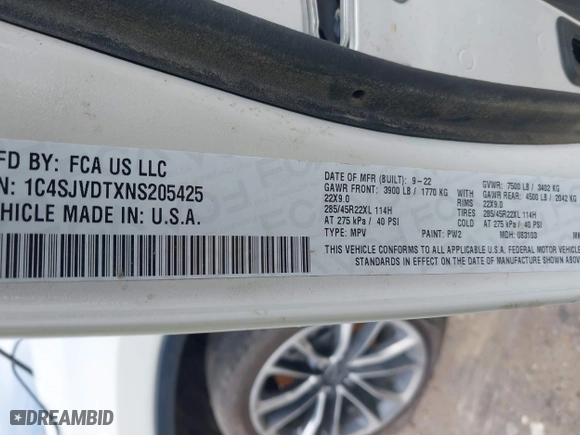 MFD BY: FCA US LLC
N: 1C4SJVDTXNS205425
VEHICLE MADE IN: U.S.A.
DATE OF MFR (BUILT): 9-22
GVWR: 7500 LB / 3402 KG
GAWR FRONT: 3900 LB / 1770 KG
GAWR REAR: 4500 LB / 2042 KG
22X9.0
RIMS 22X9.0
285/45R22XL 114H
TIRES 285/45R22XL 114H
AT 275 kPa / 40 PSI
COLD AT 275 kPa / 40 PSI
TYPE: MPV
PAINT: PW2
MDH: 083103
THIS VEHICLE CONFORMS TO ALL APPLICABLE U.S.A. FEDERAL MOTOR VEHICLE
STANDARDS IN EFFECT ON THE DATE OF MANUFACTURE SHOWN ABOVE
DREAMBID